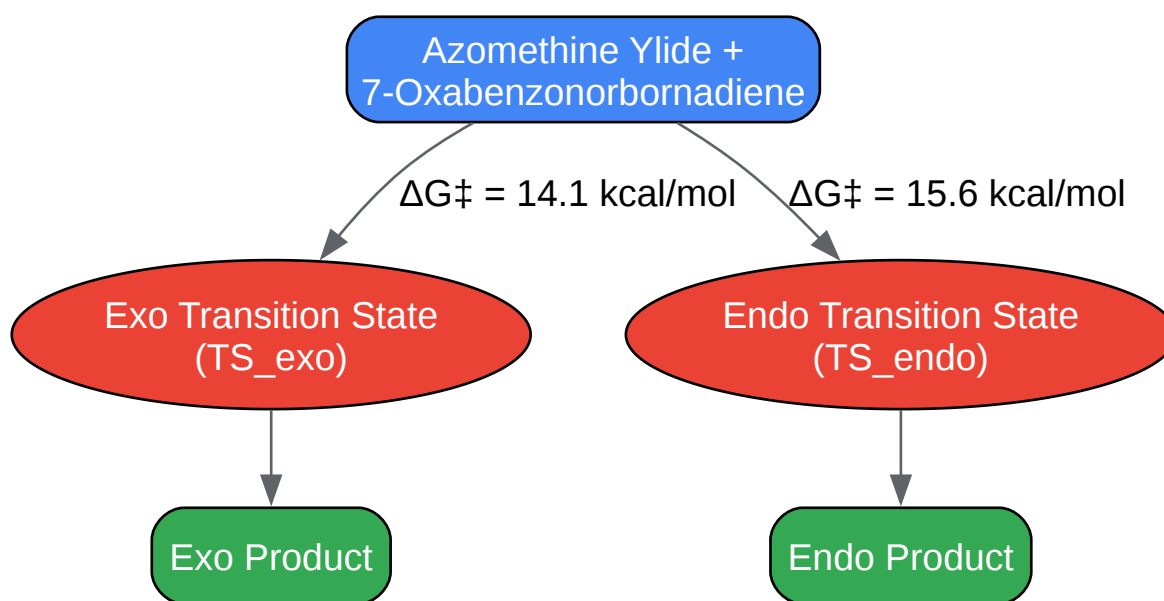 Azomethine Ylide +
7-Oxabenzonorbornadiene
ΔG‡ = 14.1 kcal/mol
ΔG‡ = 15.6 kcal/mol
Exo Transition State
(TS_exo)
Endo Transition State
(TS_endo)
Exo Product
Endo Product